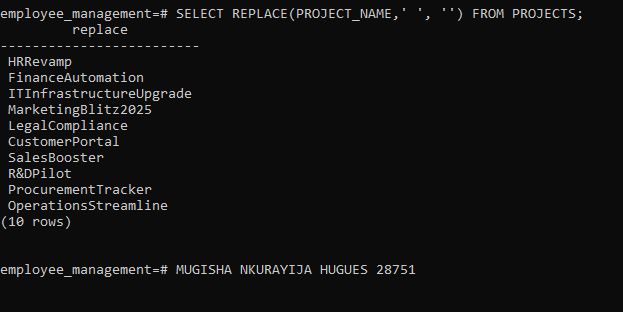 employee_management=# SELECT REPLACE(PROJECT_NAME,' ', '') FROM PROJECTS;
replace
-------------------------
HRRevamp
FinanceAutomation
ITInfrastructureUpgrade
MarketingBlitz2025
LegalCompliance
CustomerPortal
SalesBooster
R&DPilot
ProcurementTracker
OperationsStreamline
(10 rows)
employee_management=# MUGISHA NKURAYIJA HUGUES 28751